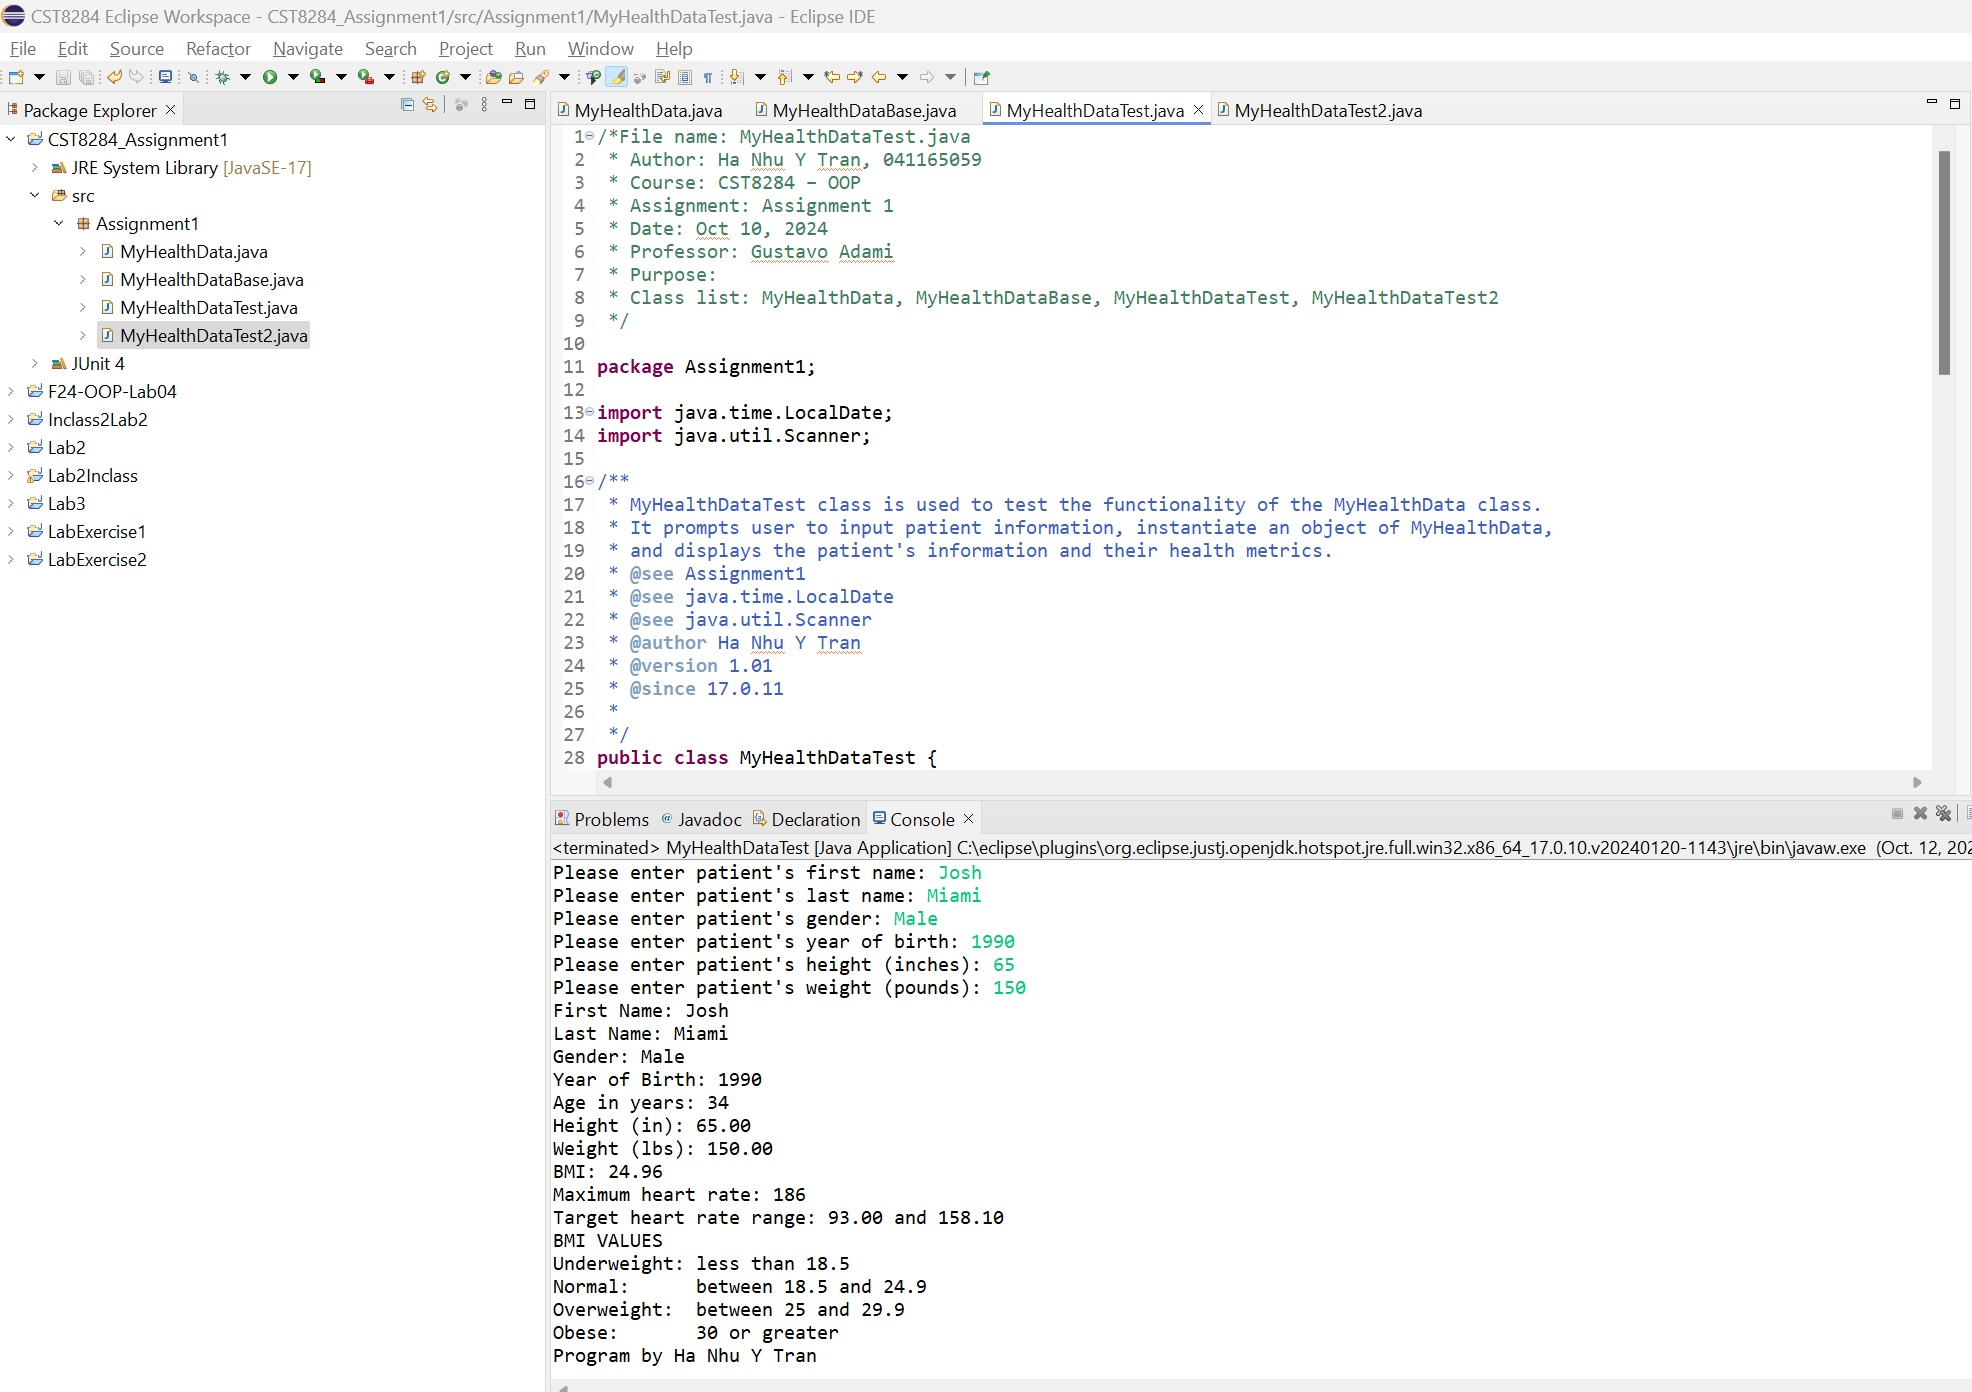 CST8284 Eclipse Workspace - CST8284_Assignment1/src/Assignment1/MyHealthDataTest.java - Eclipse IDE
File Edit Source Refactor Navigate Search Project Run Window Help
Package Explorer
CST8284_Assignment1
JRE System Library [JavaSE-17]
src
Assignment1
MyHealthData.java
MyHealthDataBase.java
MyHealthDataTest.java
MyHealthDataTest2.java
JUnit 4
F24-OOP-Lab04
Inclass2Lab2
Lab2
Lab2Inclass
Lab3
LabExercise1
LabExercise2
MyHealthData.java MyHealthDataBase.java MyHealthDataTest.java MyHealthDataTest2.java
1 /*File name: MyHealthDataTest.java
2 * Author: Ha Nhu Y Tran, 041165059
3 * Course: CST8284 – OOP
4 * Assignment: Assignment 1
5 * Date: Oct 10, 2024
6 * Professor: Gustavo Adami
7 * Purpose:
8 * Class list: MyHealthData, MyHealthDataBase, MyHealthDataTest, MyHealthDataTest2
9 */
10
11 package Assignment1;
12
13 import java.time.LocalDate;
14 import java.util.Scanner;
15
16 /**
17 * MyHealthDataTest class is used to test the functionality of the MyHealthData class.
18 * It prompts user to input patient information, instantiate an object of MyHealthData,
19 * and displays the patient's information and their health metrics.
20 * @see Assignment1
21 * @see java.time.LocalDate
22 * @see java.util.Scanner
23 * @author Ha Nhu Y Tran
24 * @version 1.01
25 * @since 17.0.11
26 *
27 */
28 public class MyHealthDataTest {
Problems Javadoc Declaration Console
<terminated> MyHealthDataTest [Java Application] C:\eclipse\plugins\org.eclipse.justj.openjdk.hotspot.jre.full.win32.x86_64_17.0.10.v20240120-1143\jre\bin\javaw.exe (Oct. 12, 202
Please enter patient's first name: Josh
Please enter patient's last name: Miami
Please enter patient's gender: Male
Please enter patient's year of birth: 1990
Please enter patient's height (inches): 65
Please enter patient's weight (pounds): 150
First Name: Josh
Last Name: Miami
Gender: Male
Year of Birth: 1990
Age in years: 34
Height (in): 65.00
Weight (lbs): 150.00
BMI: 24.96
Maximum heart rate: 186
Target heart rate range: 93.00 and 158.10
BMI VALUES
Underweight: less than 18.5
Normal: between 18.5 and 24.9
Overweight: between 25 and 29.9
Obese: 30 or greater
Program by Ha Nhu Y Tran